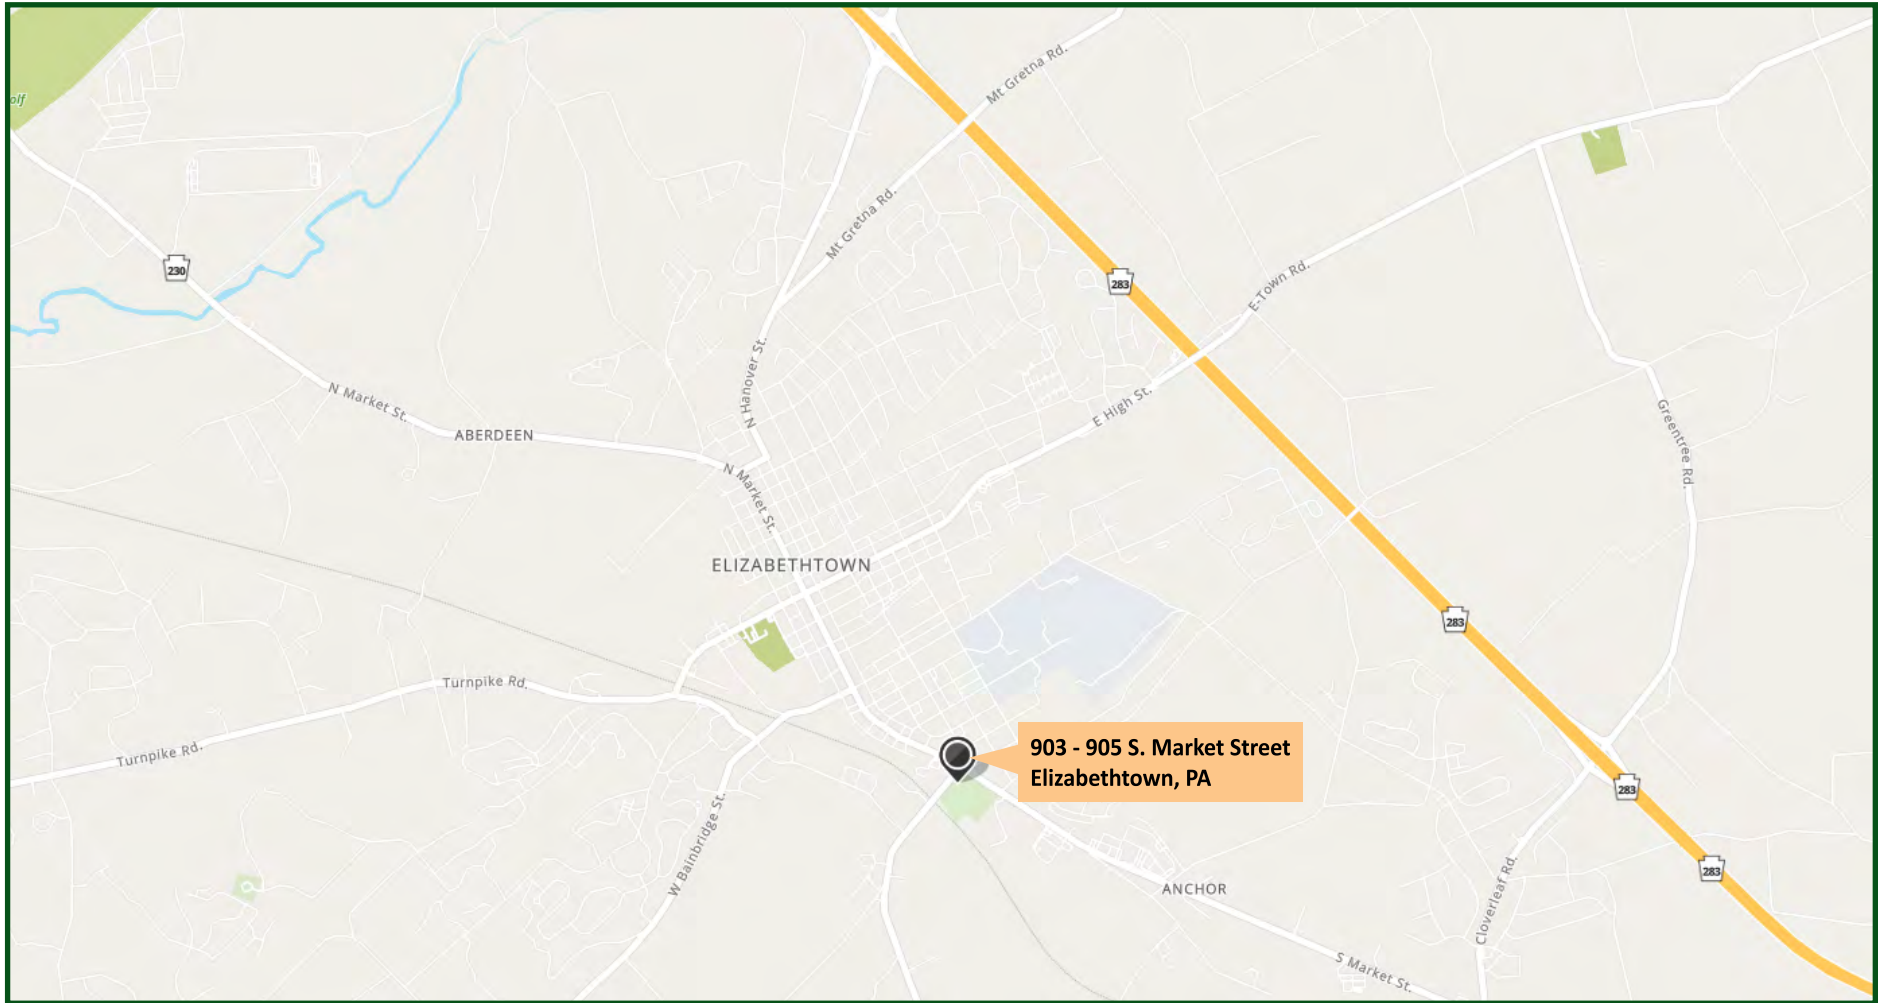 Mt Gretna Rd.
olf
Mt Gretna Rd.
230
283
E-Town Rd.
N Hanover St.
N Market St.
E High St.
Greentree Rd.
ABERDEEN
N Market St.
ELIZABETHTOWN
283
Turnpike Rd.
Turnpike Rd.
903 - 905 S. Market Street
Elizabethtown, PA
283
W Bainbridge St.
283
ANCHOR
Cloverleaf Rd.
S Market St.